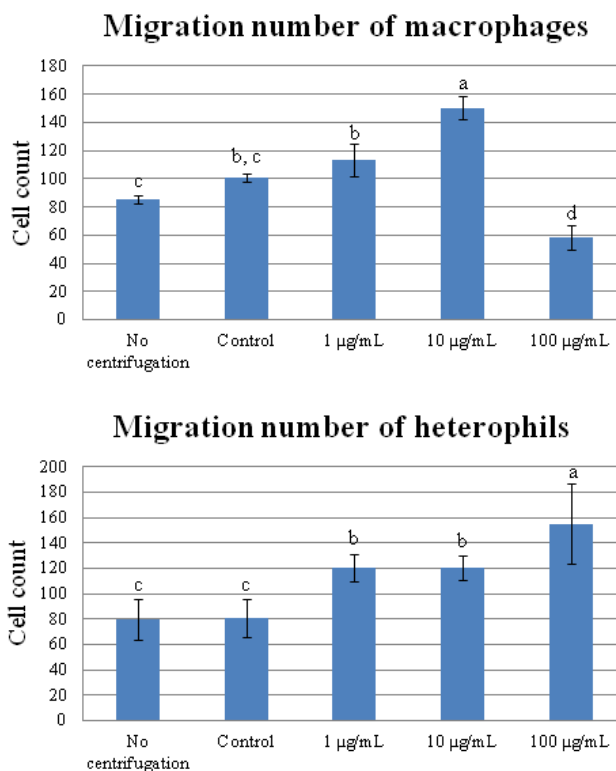 Migration number of macrophages
180
160
140
120
100
80
60
40
20
0
Cell count
c
b, c
b
a
d
No centrifugation
Control
1 µg/mL
10 µg/mL
100 µg/mL
Migration number of heterophils
200
180
160
140
120
100
80
60
40
20
0
Cell count
c
c
b
b
a
No centrifugation
Control
1 µg/mL
10 µg/mL
100 µg/mL